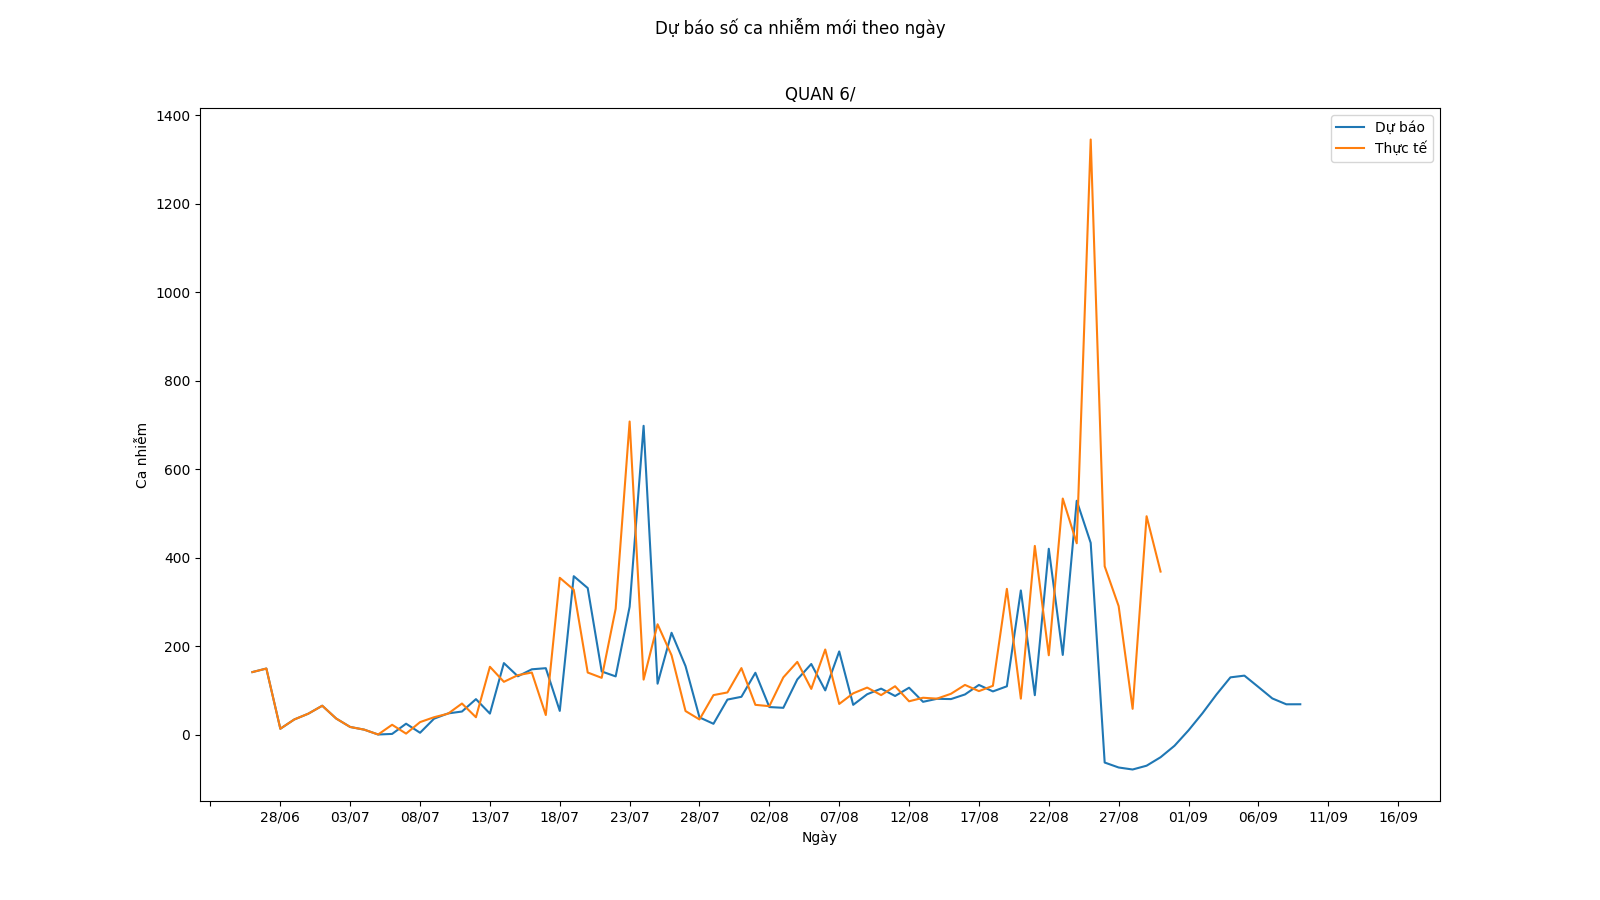 Dự báo số ca nhiễm mới theo ngày
QUAN 6/
Dự báo
Thực tế
1400
1200
1000
800
600
400
200
0
Ca nhiễm
28/06 03/07 08/07 13/07 18/07 23/07 28/07 02/08 07/08 12/08 17/08 22/08 27/08 01/09 06/09 11/09 16/09
Ngày